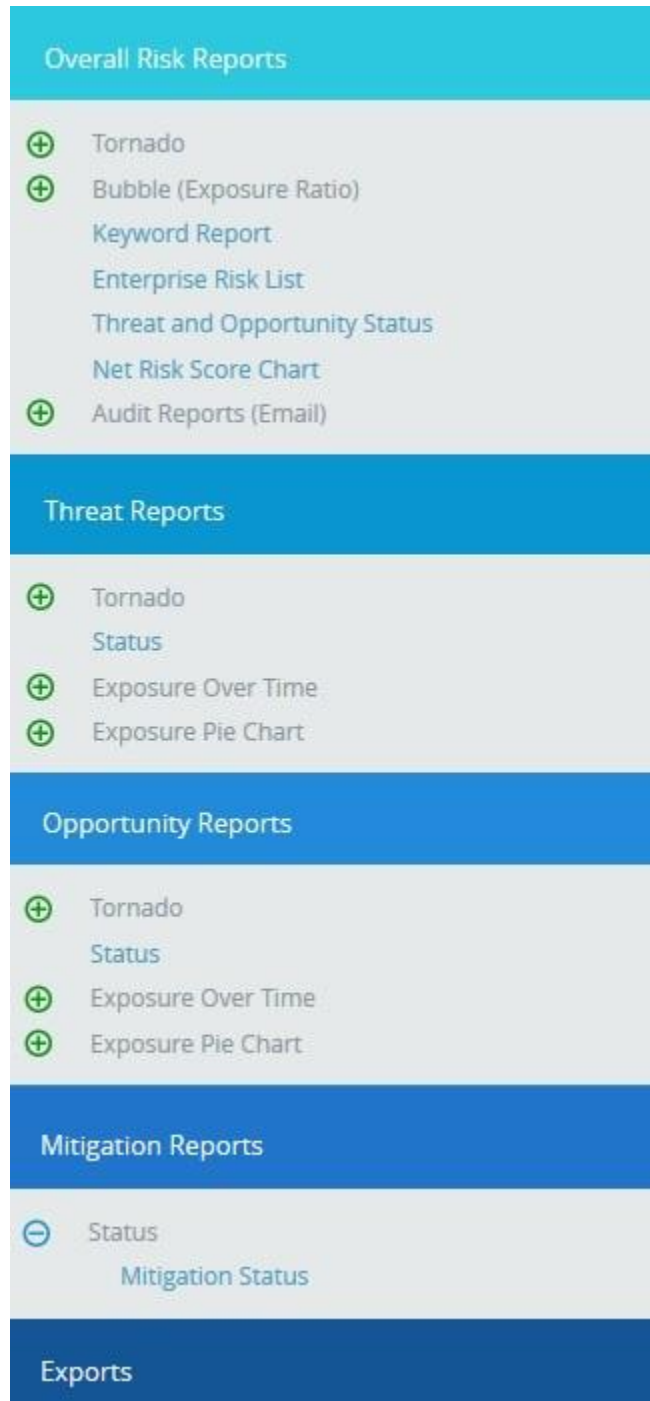 Overall Risk Reports
Tornado
Bubble (Exposure Ratio)
Keyword Report
Enterprise Risk List
Threat and Opportunity Status
Net Risk Score Chart
Audit Reports (Email)
Threat Reports
Tornado
Status
Exposure Over Time
Exposure Pie Chart
Opportunity Reports
Tornado
Status
Exposure Over Time
Exposure Pie Chart
Mitigation Reports
Status
Mitigation Status
Exports